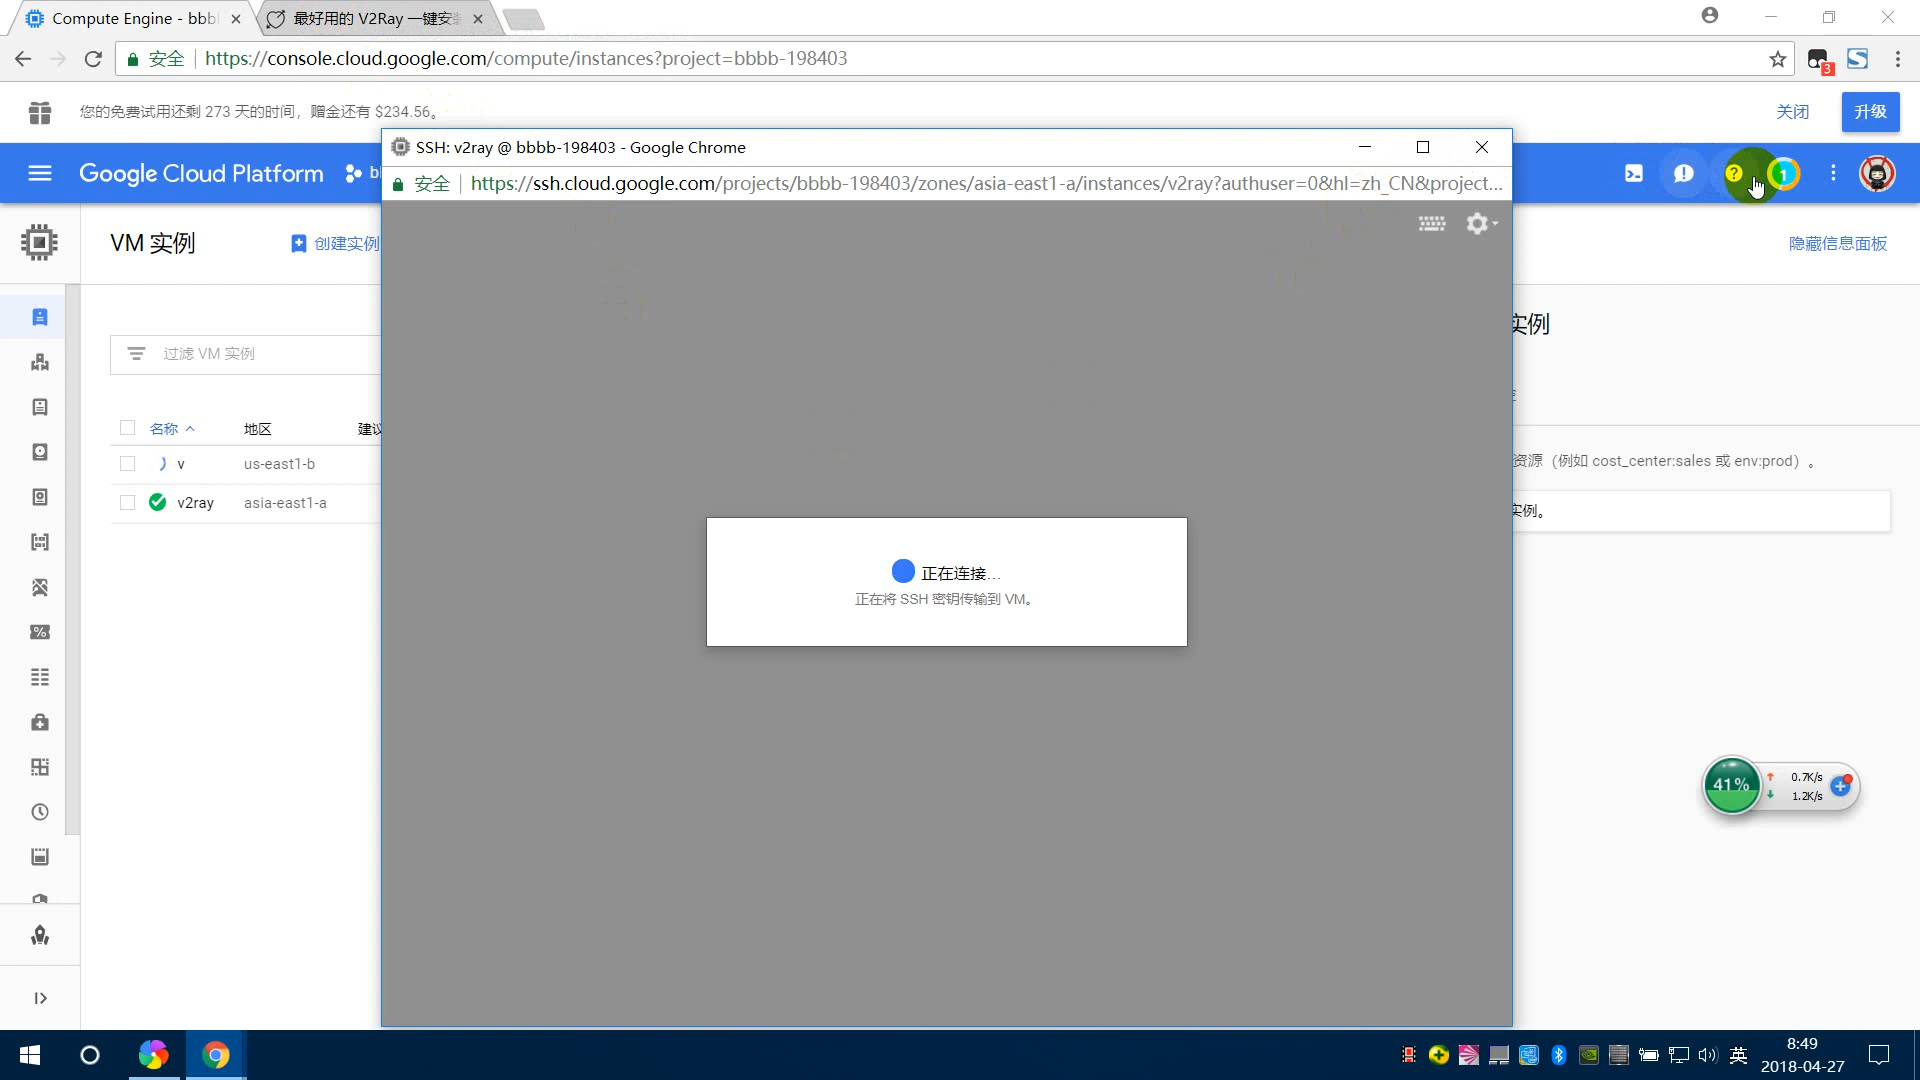 Compute Engine - bbb
最好用的 V2Ray 一键安
安全
https://console.cloud.google.com/compute/instances?project=bbbb-198403
3
您的免费试用还剩 273 天的时间，赠金还有 $234.56。
关闭
升级
Google Cloud Platform
1
SSH: v2ray @ bbbb-198403 - Google Chrome
安全
https://ssh.cloud.google.com/projects/bbbb-198403/zones/asia-east1-a/instances/v2ray?authuser=0&hl=zh_CN&project...
VM 实例
创建实例
隐藏信息面板
实例
过滤 VM 实例
名称
地区
建议
资源（例如 cost_center:sales 或 env:prod）。
v
us-east1-b
v2ray
asia-east1-a
实例。
正在连接...
正在将 SSH 密钥传输到 VM。
41%
0.7K/s
1.2K/s
英
8:49
2018-04-27